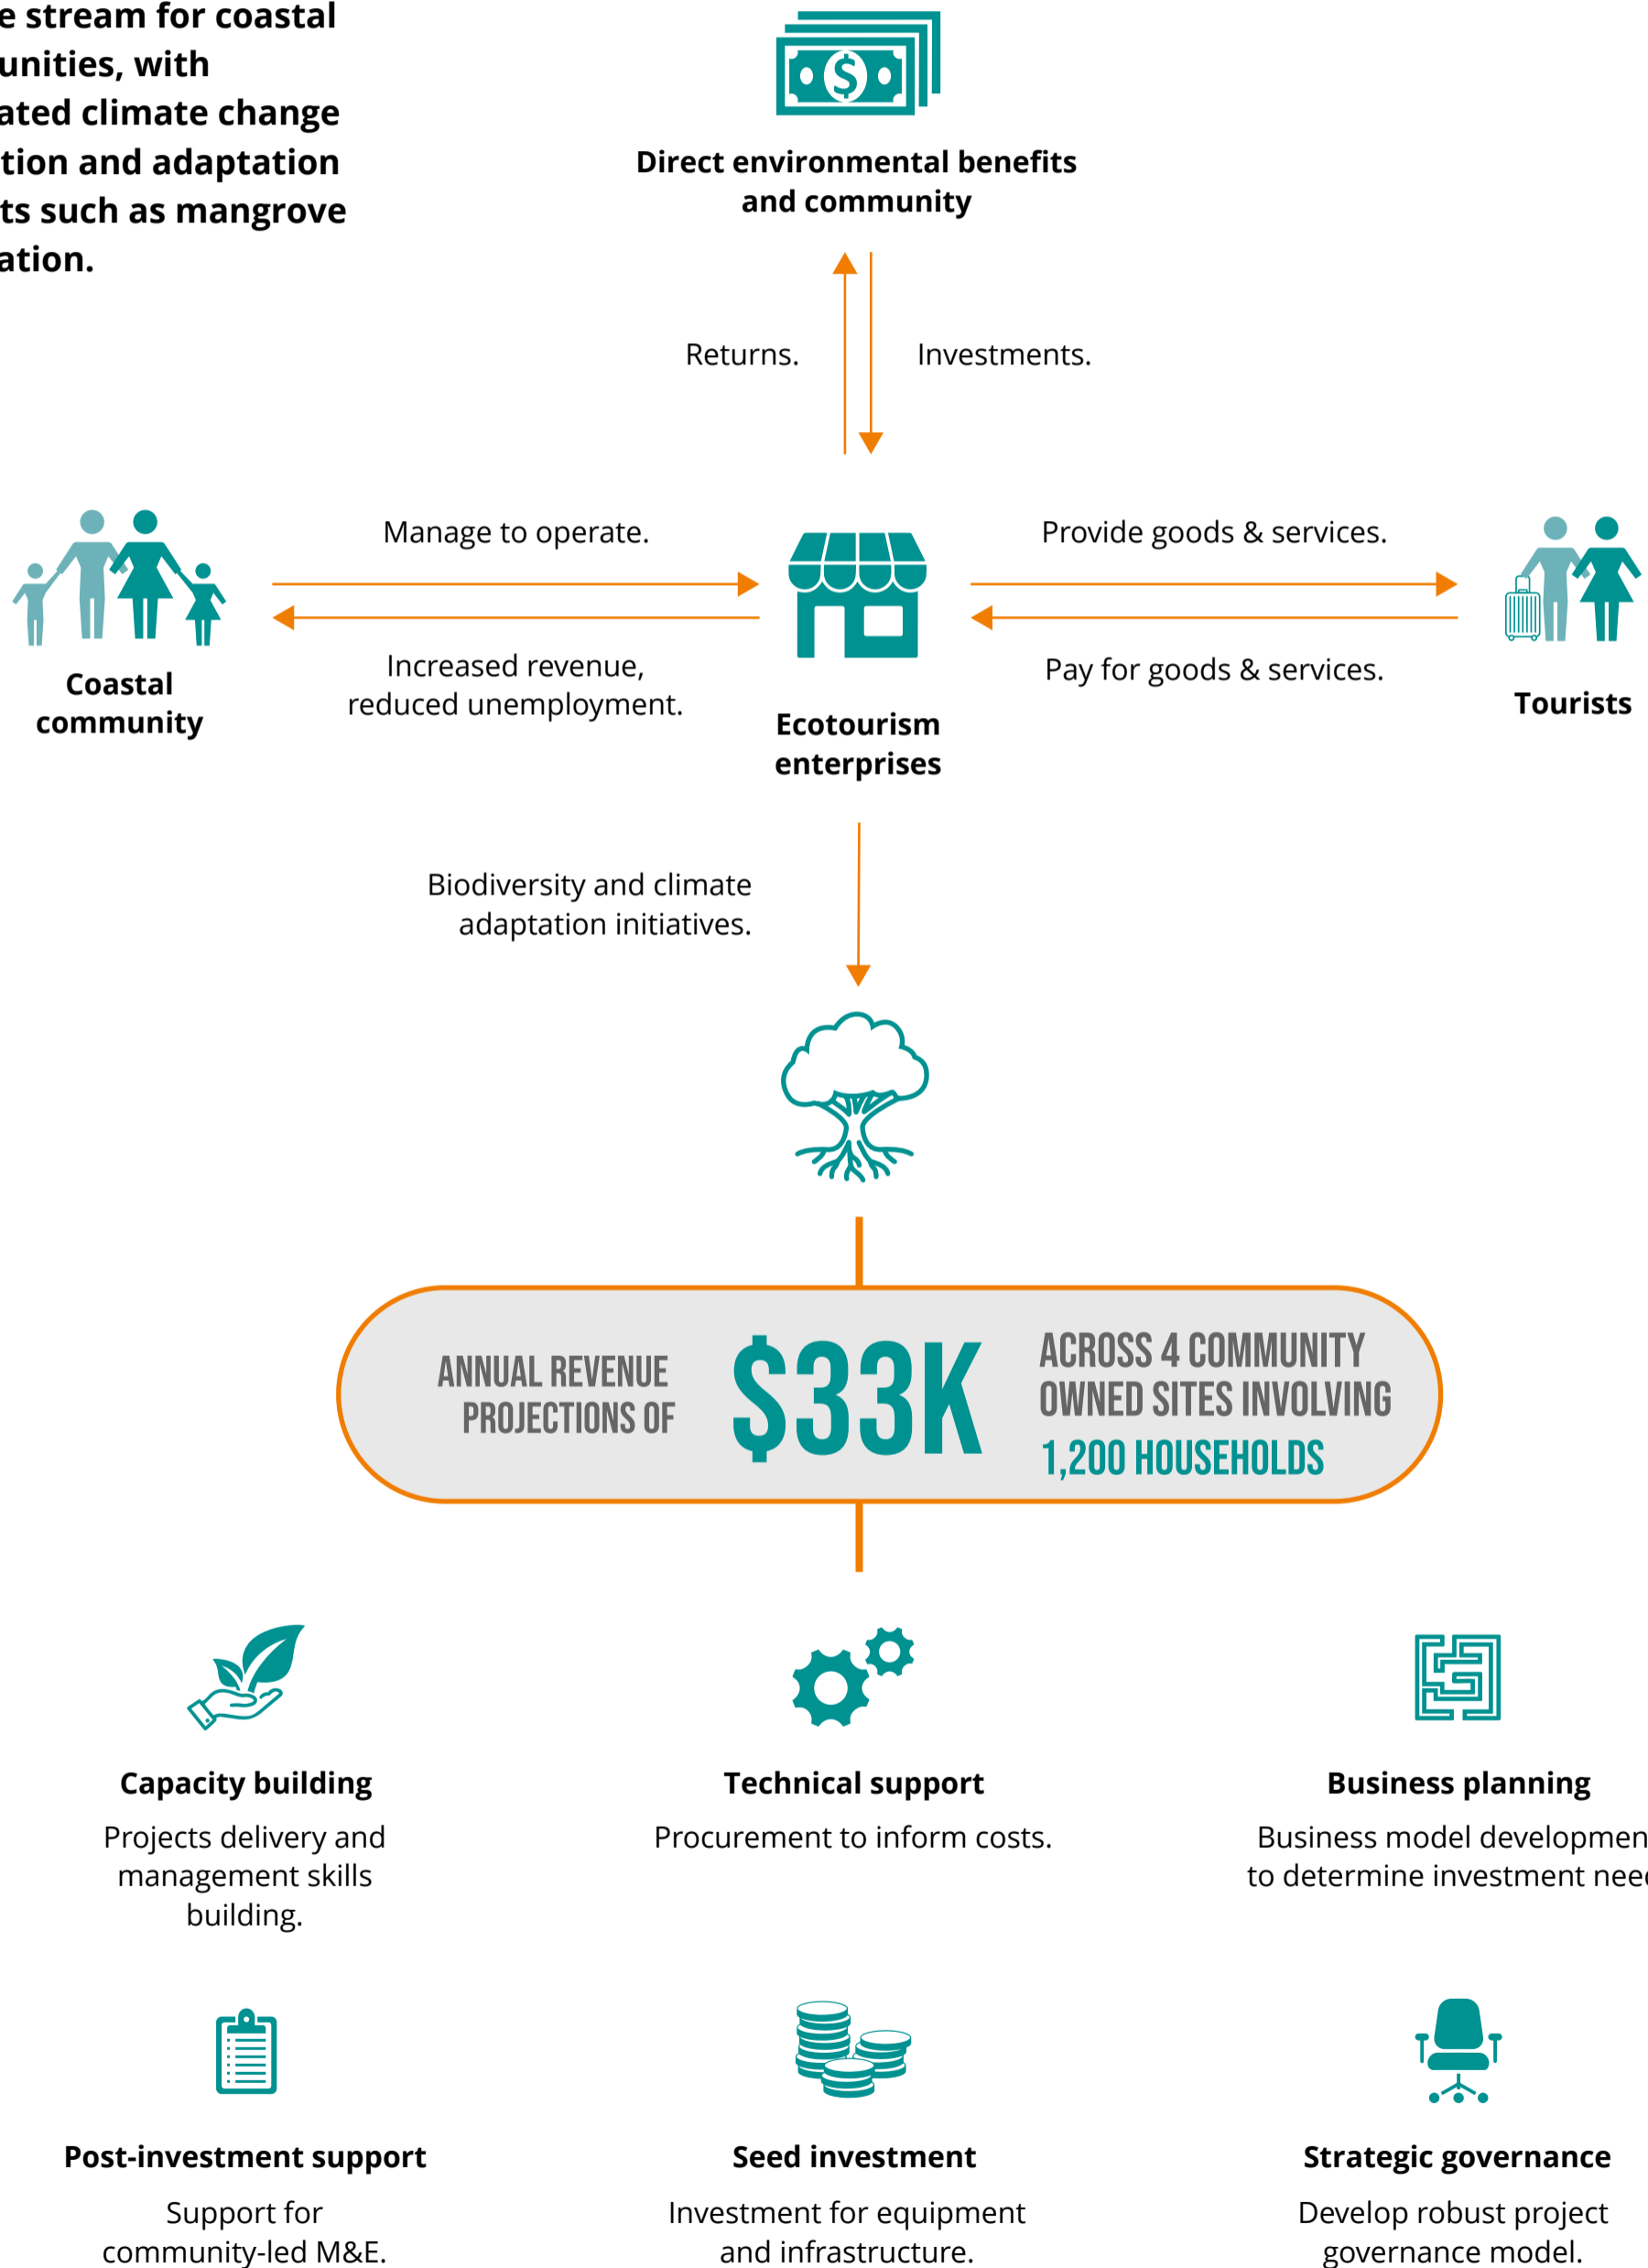 e stream for coastal
unities, with
ated climate change
tion and adaptation
ts such as mangrove
ation.
Direct environmental benefits
and community
Returns.
Investments.
Manage to operate.
Provide goods & services.
Increased revenue,
reduced unemployment.
Pay for goods & services.
Coastal
community
Ecotourism
enterprises
Tourists
Biodiversity and climate
adaptation initiatives.
ANNUAL REVENUE
PROJECTIONS OF
$33K
ACROSS 4 COMMUNITY
OWNED SITES INVOLVING
1,200 HOUSEHOLDS
Capacity building
Projects delivery and
management skills
building.
Technical support
Procurement to inform costs.
Business planning
Business model developmen
to determine investment need
Post-investment support
Support for
community-led M&E.
Seed investment
Investment for equipment
and infrastructure.
Strategic governance
Develop robust project
governance model.